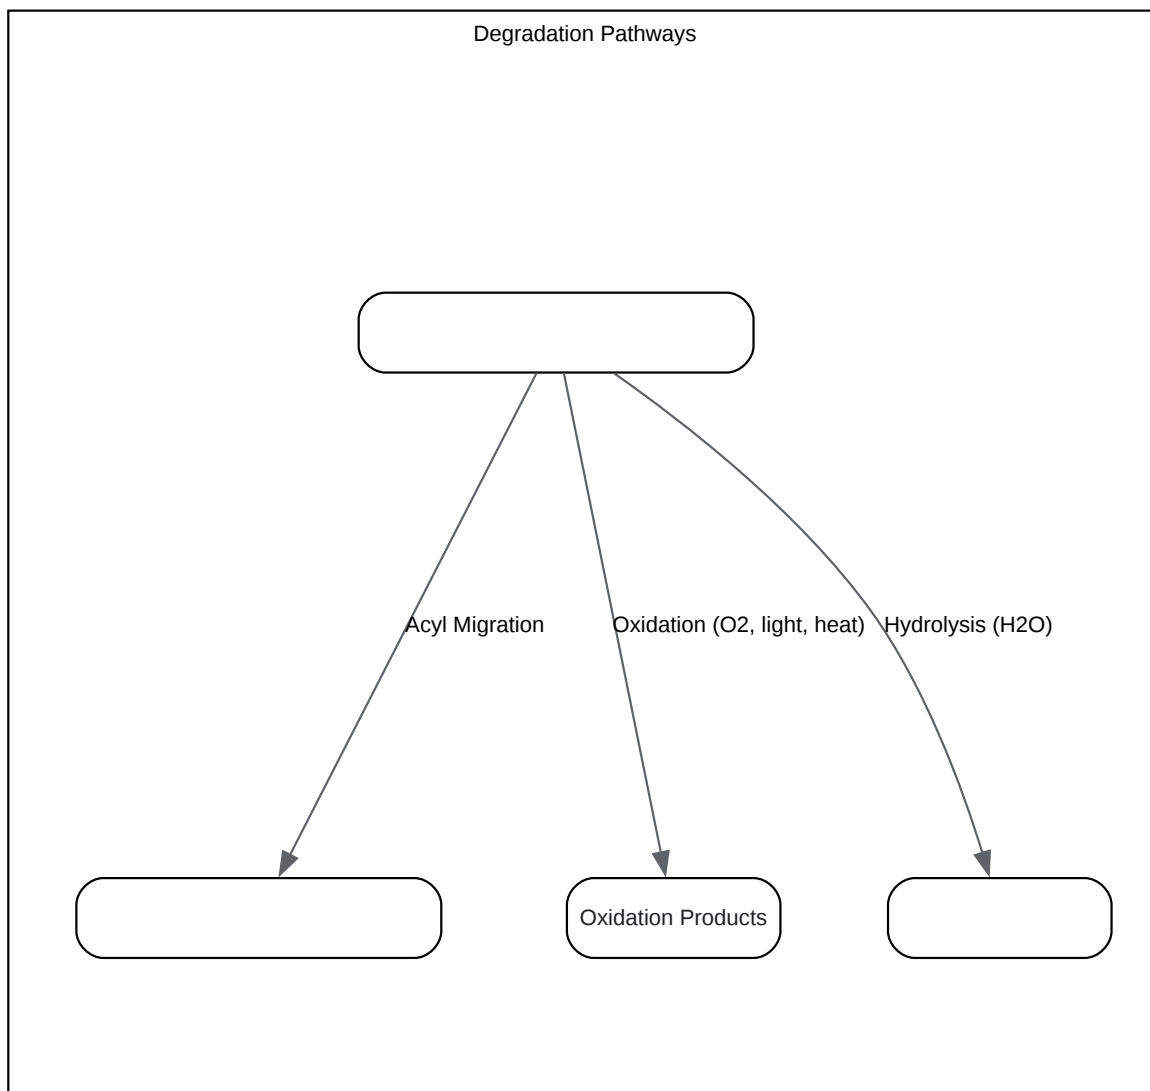 Degradation Pathways
Acyl Migration
Oxidation (O2, light, heat)
Hydrolysis (H2O)
Oxidation Products